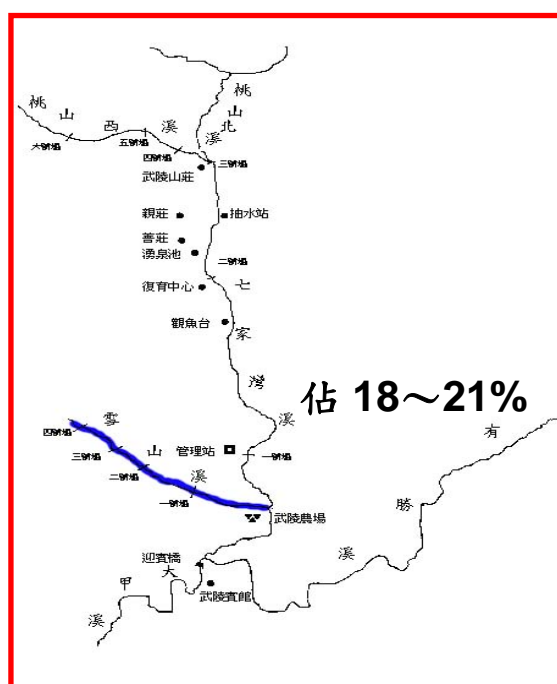 桃山北溪
桃山西溪
六號壩
五號壩
四號壩
三號壩
武陵山莊
親莊
抽水站
善莊
湧泉池
二號壩
復育中心
七家灣溪
觀魚台
佔 18～21%
有勝溪
雪山溪
四號壩
三號壩
二號壩
一號壩
管理站
一號壩
武陵農場
迎賓橋
大甲溪
武陵賓館